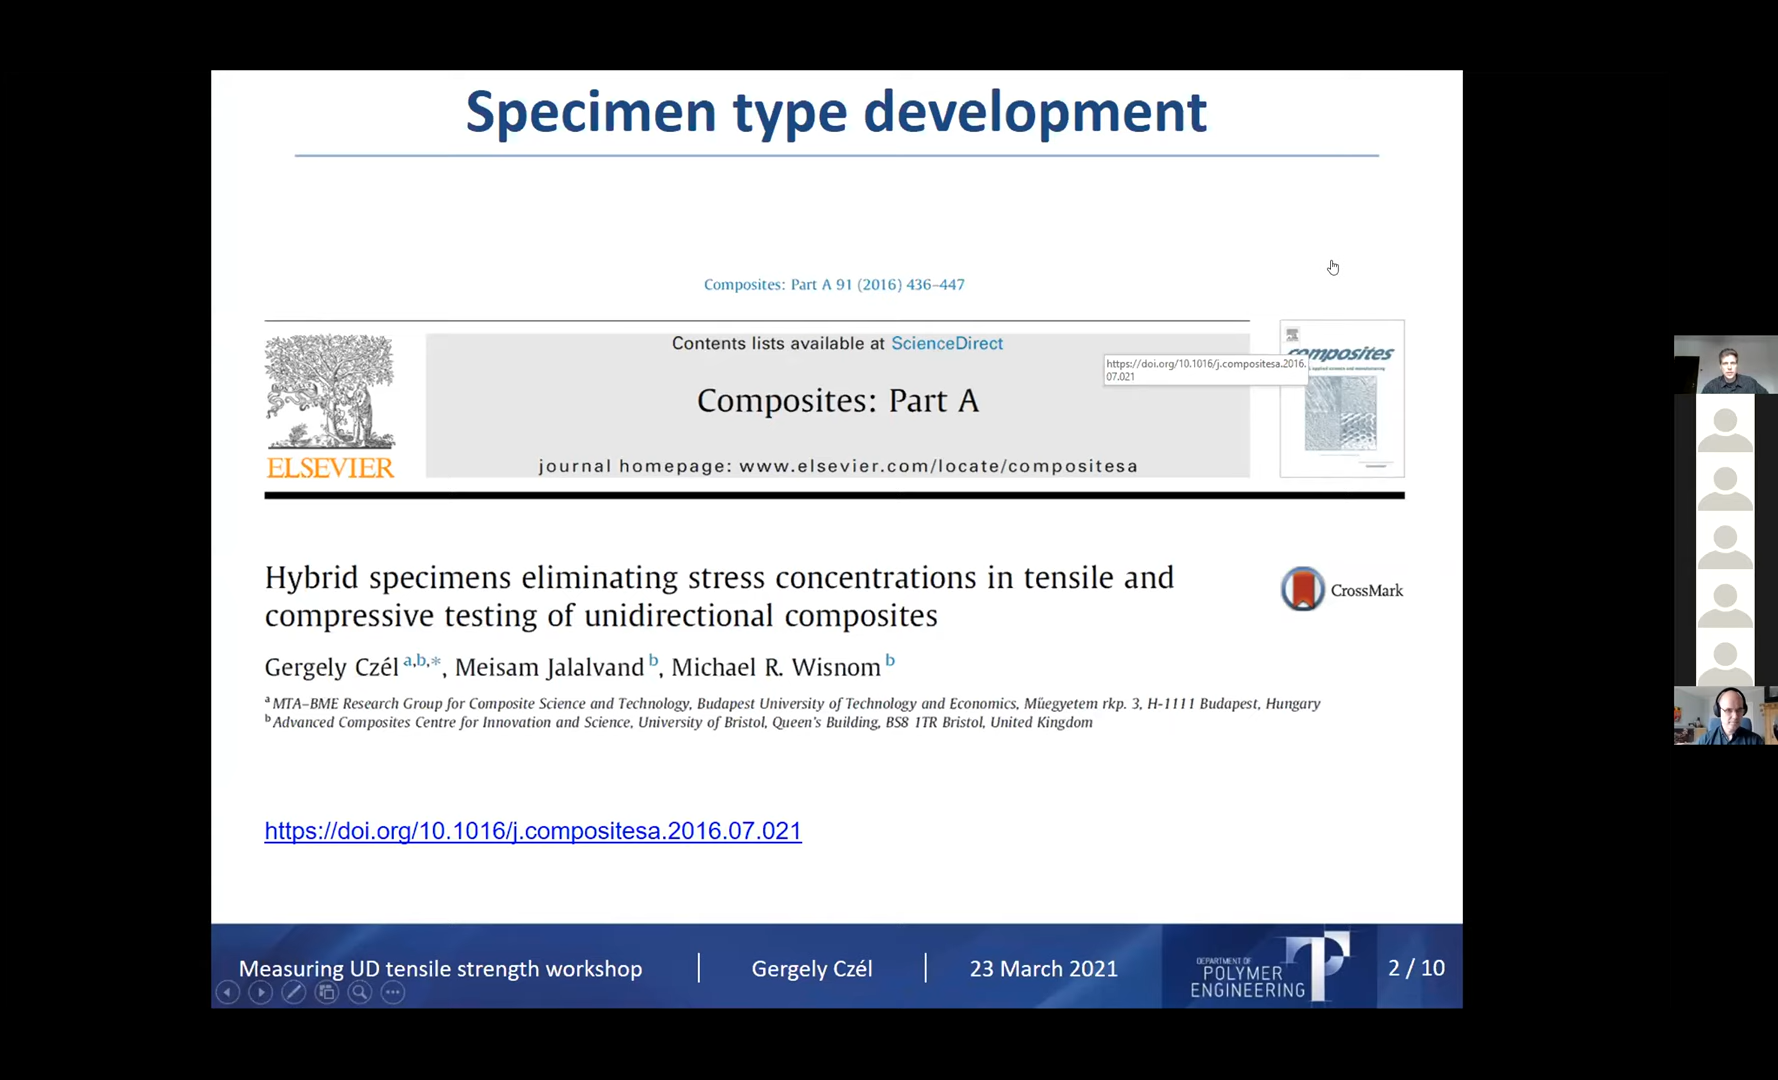 Specimen type development
Composites: Part A 91 (2016) 436–447
Contents lists available at ScienceDirect
Composites: Part A
journal homepage: www.elsevier.com/locate/compositesa
ELSEVIER
https://doi.org/10.1016/j.compositesa.2016.
07.021
composites
Hybrid specimens eliminating stress concentrations in tensile and
compressive testing of unidirectional composites
CrossMark
Gergely Czél a,b,*, Meisam Jalalvand b, Michael R. Wisnom b
a MTA–BME Research Group for Composite Science and Technology, Budapest University of Technology and Economics, Műegyetem rkp. 3, H-1111 Budapest, Hungary
b Advanced Composites Centre for Innovation and Science, University of Bristol, Queen's Building, BS8 1TR Bristol, United Kingdom
https://doi.org/10.1016/j.compositesa.2016.07.021
Measuring UD tensile strength workshop
Gergely Czél
23 March 2021
DEPARTMENT OF
POLYMER
ENGINEERING
2 / 10